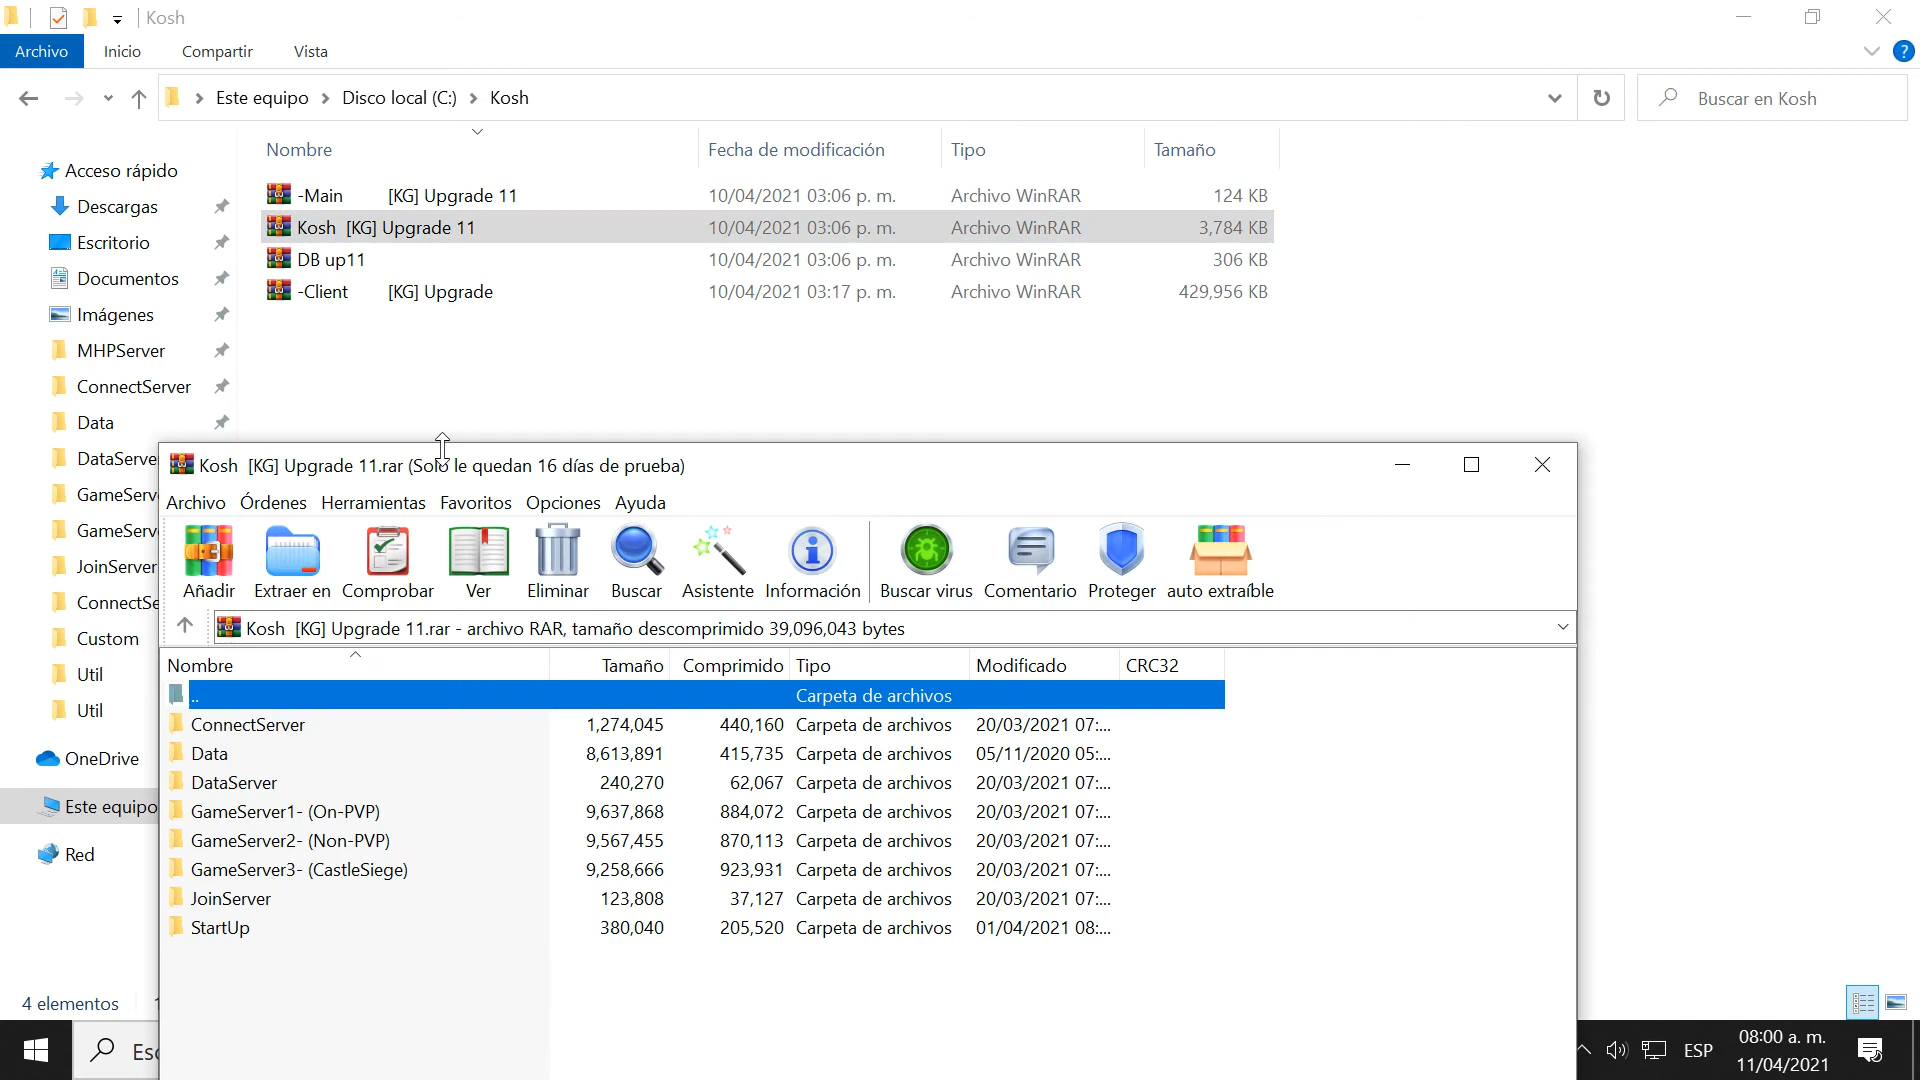 Kosh
Archivo Inicio Compartir Vista
Este equipo Disco local (C:) Kosh Buscar en Kosh
Nombre Fecha de modificación Tipo Tamaño
-Main [KG] Upgrade 11 10/04/2021 03:06 p. m. Archivo WinRAR 124 KB
Kosh [KG] Upgrade 11 10/04/2021 03:06 p. m. Archivo WinRAR 3,784 KB
DB up11 10/04/2021 03:06 p. m. Archivo WinRAR 306 KB
-Client [KG] Upgrade 10/04/2021 03:17 p. m. Archivo WinRAR 429,956 KB
Acceso rápido
Descargas
Escritorio
Documentos
Imágenes
MHPServer
ConnectServer
Data
DataServe
GameServ
GameServ
JoinServer
ConnectSe
Custom
Util
Util
OneDrive
Este equipo
Red
4 elementos
Kosh [KG] Upgrade 11.rar (Solo le quedan 16 días de prueba)
Archivo Órdenes Herramientas Favoritos Opciones Ayuda
Añadir Extraer en Comprobar Ver Eliminar Buscar Asistente Información Buscar virus Comentario Proteger auto extraíble
Kosh [KG] Upgrade 11.rar - archivo RAR, tamaño descomprimido 39,096,043 bytes
Nombre Tamaño Comprimido Tipo Modificado CRC32
.. Carpeta de archivos
ConnectServer 1,274,045 440,160 Carpeta de archivos 20/03/2021 07:...
Data 8,613,891 415,735 Carpeta de archivos 05/11/2020 05:...
DataServer 240,270 62,067 Carpeta de archivos 20/03/2021 07:...
GameServer1- (On-PVP) 9,637,868 884,072 Carpeta de archivos 20/03/2021 07:...
GameServer2- (Non-PVP) 9,567,455 870,113 Carpeta de archivos 20/03/2021 07:...
GameServer3- (CastleSiege) 9,258,666 923,931 Carpeta de archivos 20/03/2021 07:...
JoinServer 123,808 37,127 Carpeta de archivos 20/03/2021 07:...
StartUp 380,040 205,520 Carpeta de archivos 01/04/2021 08:...
Esc
ESP
08:00 a. m.
11/04/2021